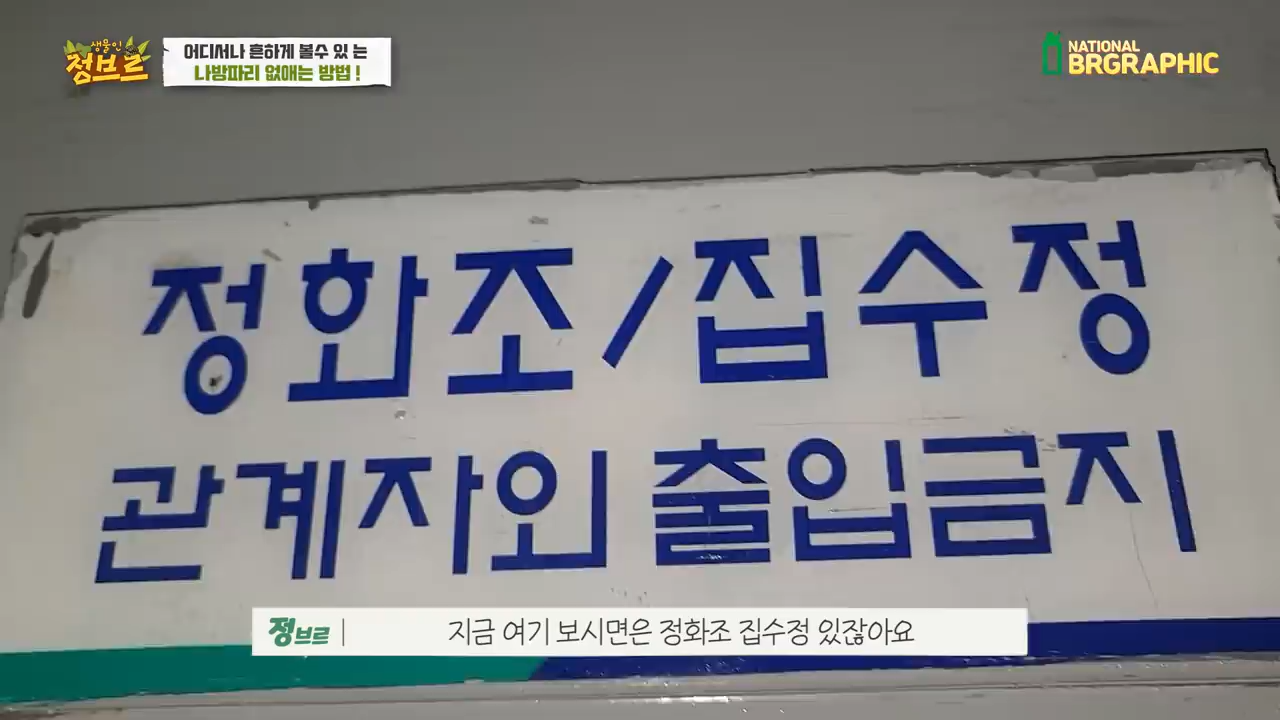 생물인
정브르
어디서나 흔하게 볼수 있 는
나방파리 없애는 방법 !
NATIONAL
BRGRAPHIC
정화조/집수정
관계자외 출입금지
정브르 | 지금 여기 보시면은 정화조 집수정 있잖아요